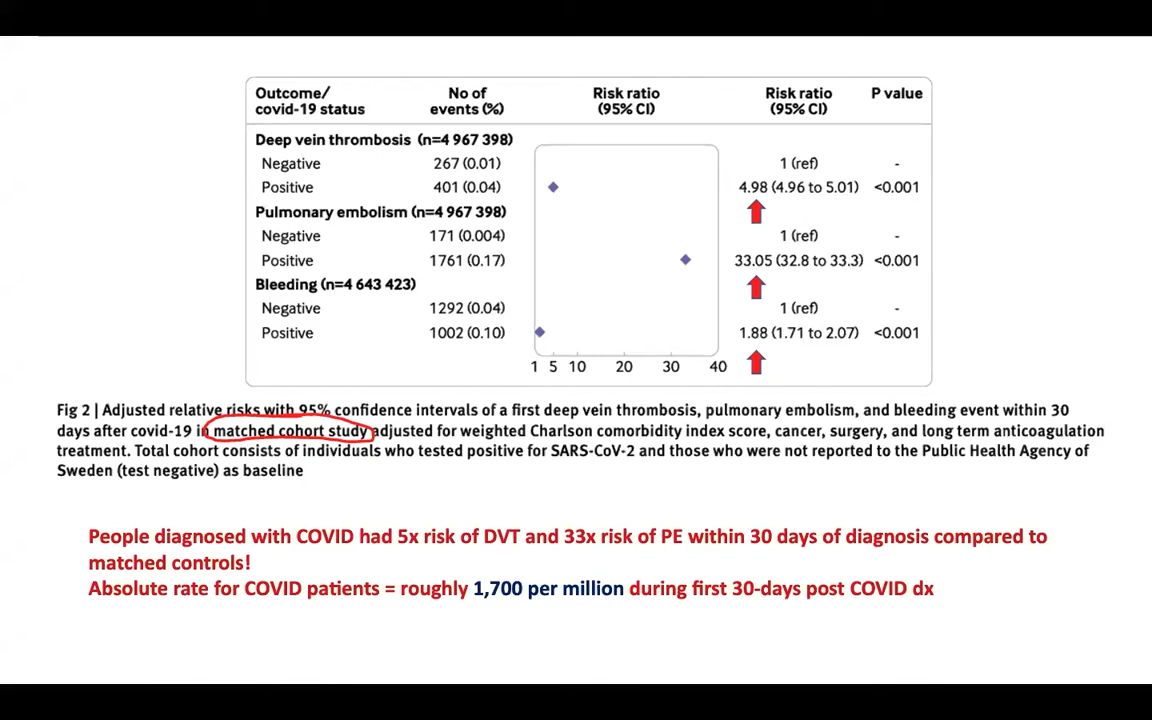 Outcome/ No of Risk ratio Risk ratio P value
covid-19 status events (%) (95% CI) (95% CI)
Deep vein thrombosis (n=4 967 398)
Negative 267 (0.01) 1 (ref) -
Positive 401 (0.04) 4.98 (4.96 to 5.01) <0.001
Pulmonary embolism (n=4 967 398)
Negative 171 (0.004) 1 (ref) -
Positive 1761 (0.17) 33.05 (32.8 to 33.3) <0.001
Bleeding (n=4 643 423)
Negative 1292 (0.04) 1 (ref) -
Positive 1002 (0.10) 1.88 (1.71 to 2.07) <0.001
1 5 10 20 30 40
Fig 2 | Adjusted relative risks with 95% confidence intervals of a first deep vein thrombosis, pulmonary embolism, and bleeding event within 30
days after covid-19 in matched cohort study adjusted for weighted Charlson comorbidity index score, cancer, surgery, and long term anticoagulation
treatment. Total cohort consists of individuals who tested positive for SARS-CoV-2 and those who were not reported to the Public Health Agency of
Sweden (test negative) as baseline
People diagnosed with COVID had 5x risk of DVT and 33x risk of PE within 30 days of diagnosis compared to
matched controls!
Absolute rate for COVID patients = roughly 1,700 per million during first 30-days post COVID dx